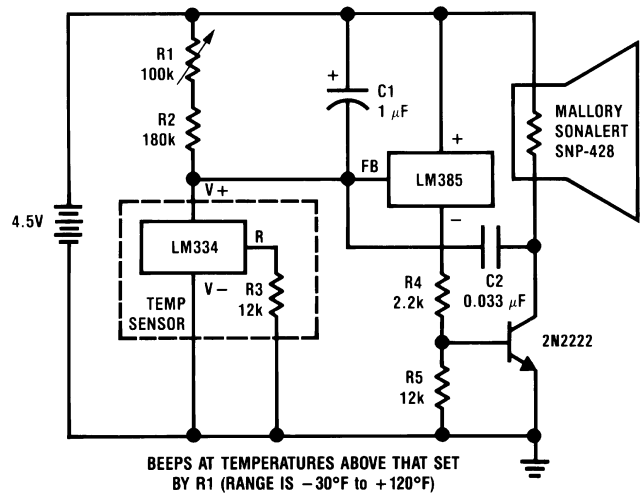 R1
100k
R2
180k
+
C1
1 μF
FB
+
LM385
−
MALLORY
SONALERT
SNP-428
4.5V
V+
LM334
R
V−
R3
12k
TEMP
SENSOR
C2
0.033 μF
R4
2.2k
2N2222
R5
12k
BEEPS AT TEMPERATURES ABOVE THAT SET
BY R1 (RANGE IS −30°F to +120°F)